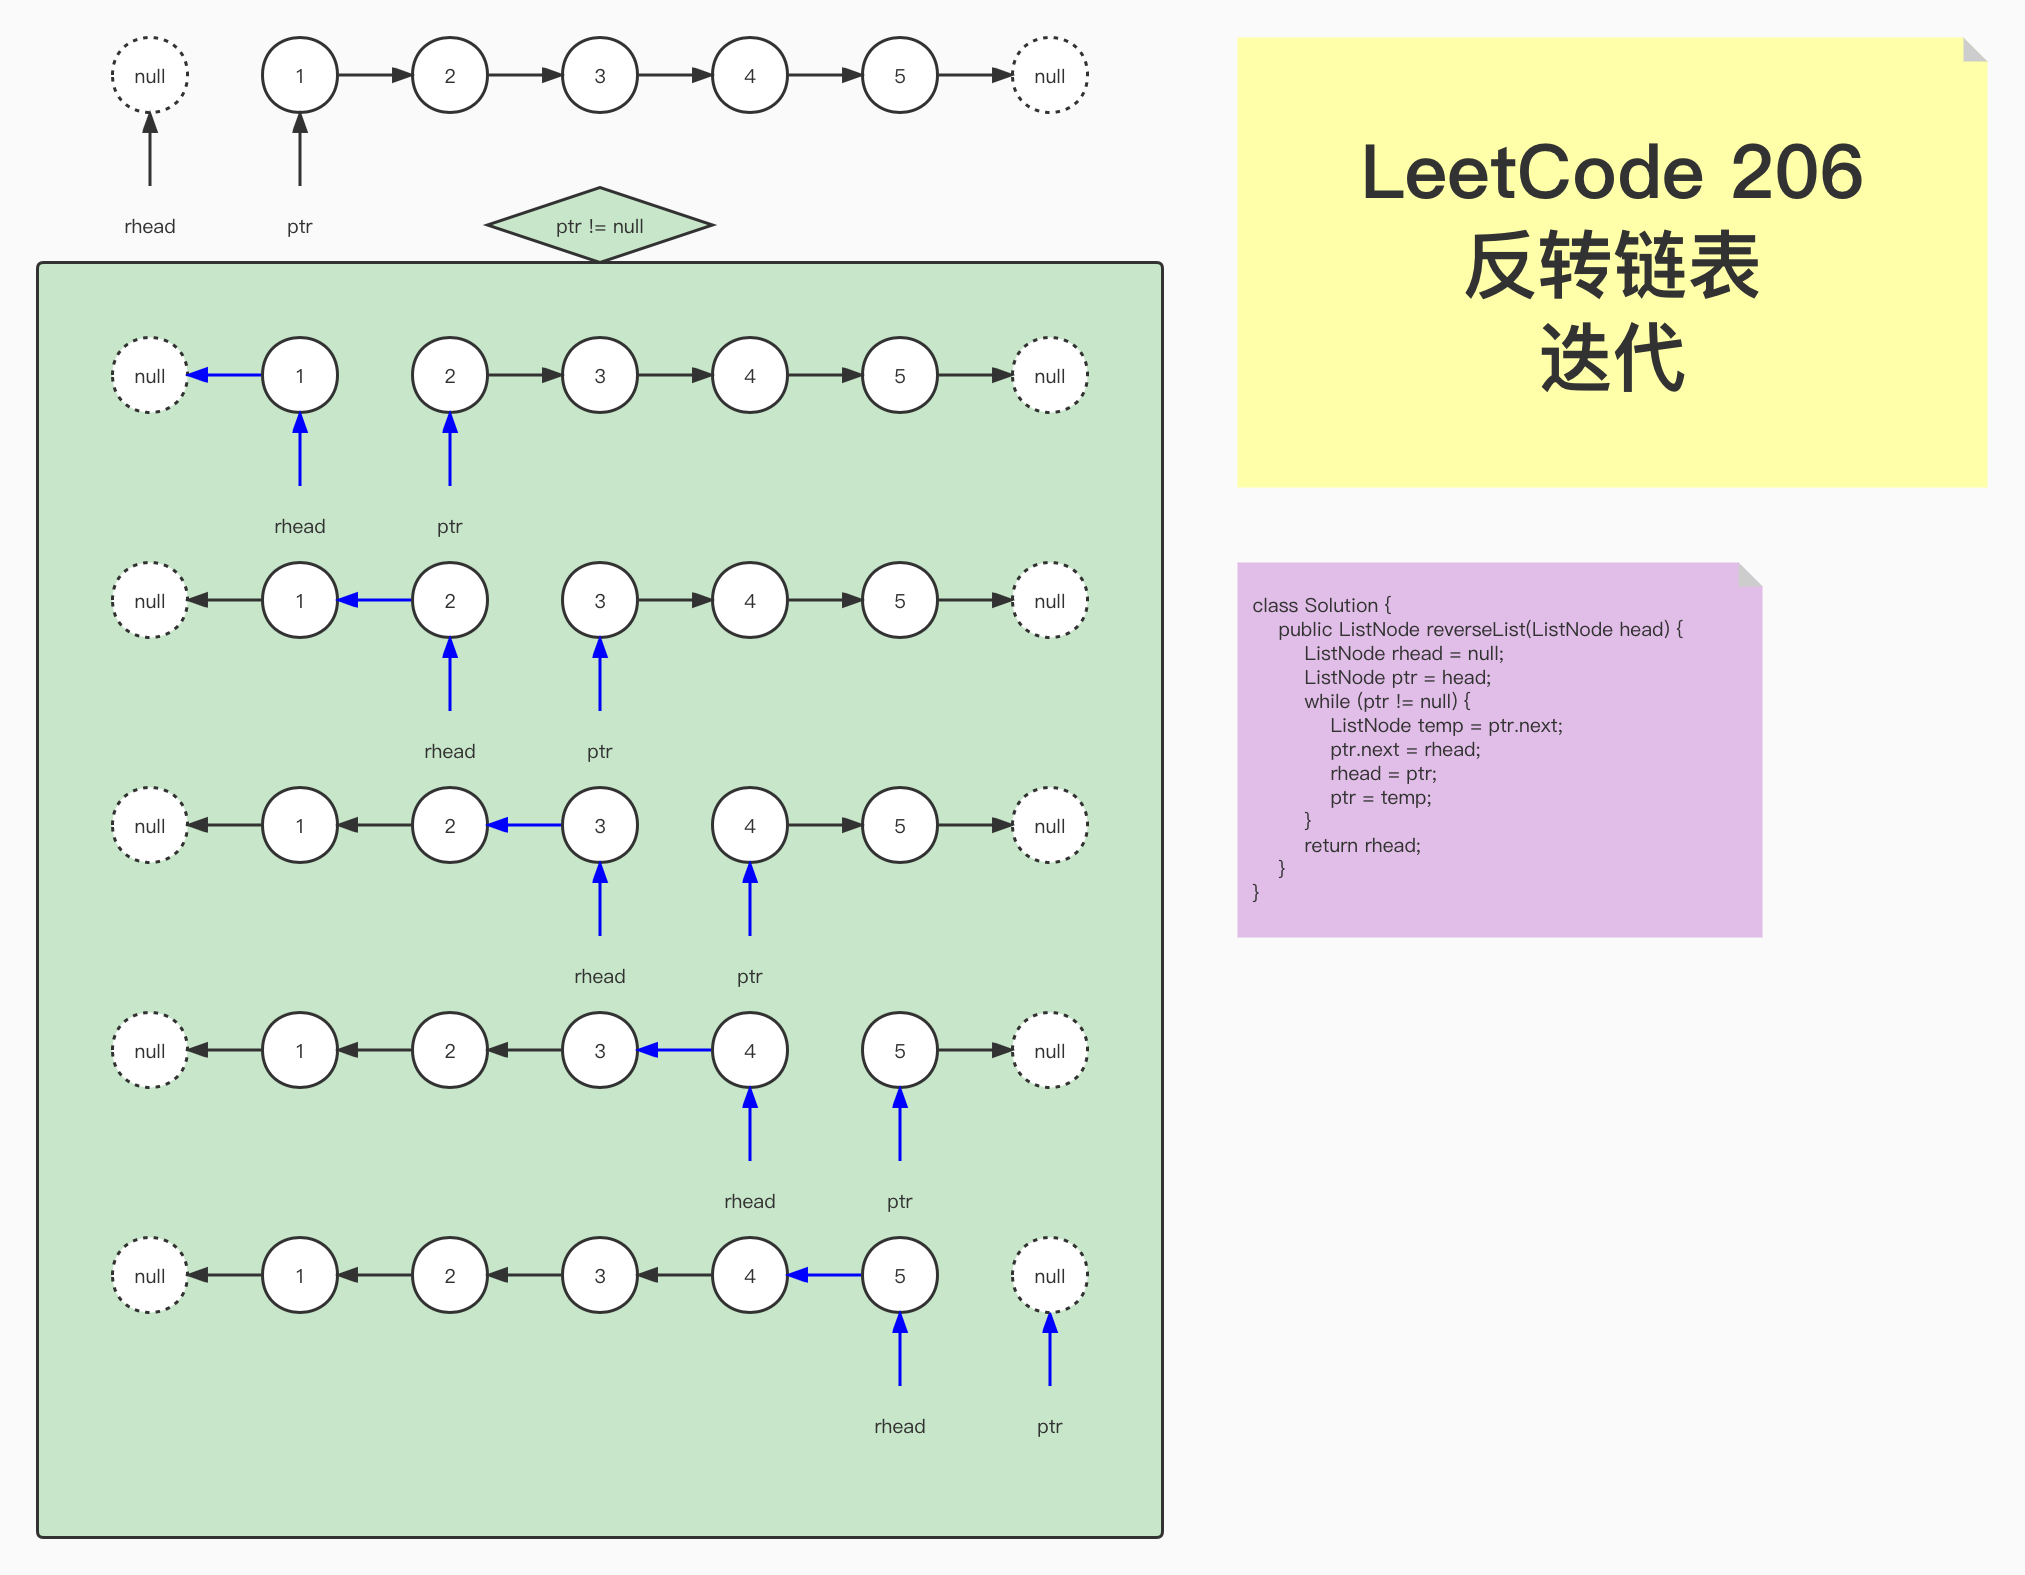 null 1 2 3 4 5 null
rhead ptr
ptr != null
null 1 2 3 4 5 null
rhead ptr
null 1 2 3 4 5 null
rhead ptr
null 1 2 3 4 5 null
rhead ptr
null 1 2 3 4 5 null
rhead ptr
null 1 2 3 4 5 null
rhead ptr
LeetCode 206
反转链表
迭代
class Solution {
    public ListNode reverseList(ListNode head) {
        ListNode rhead = null;
        ListNode ptr = head;
        while (ptr != null) {
            ListNode temp = ptr.next;
            ptr.next = rhead;
            rhead = ptr;
            ptr = temp;
        }
        return rhead;
    }
}